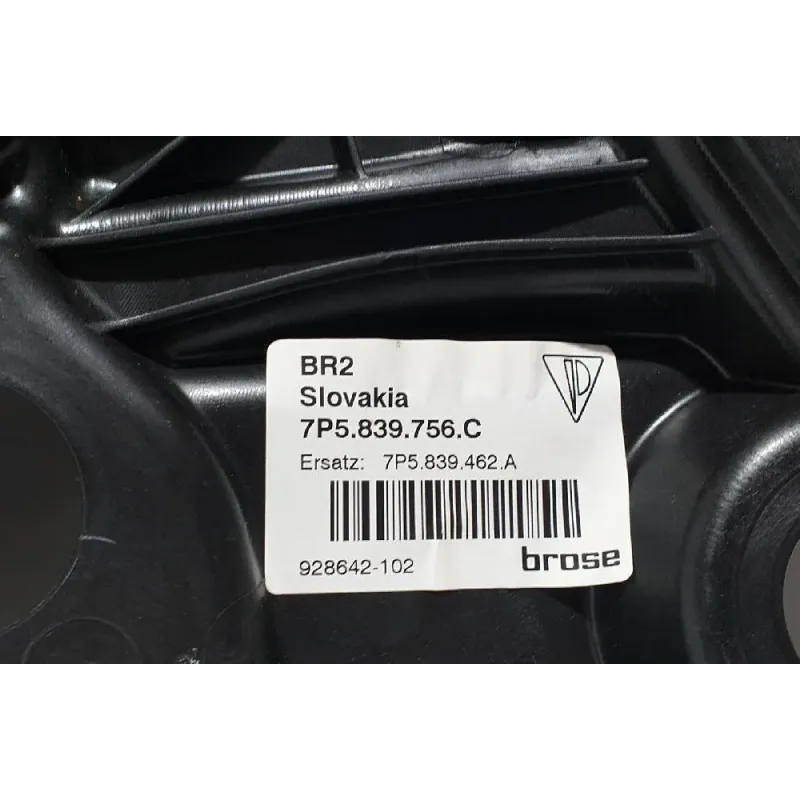 BR2
Slovakia
7P5.839.756.C
Ersatz: 7P5.839.462.A
928642-102
brose